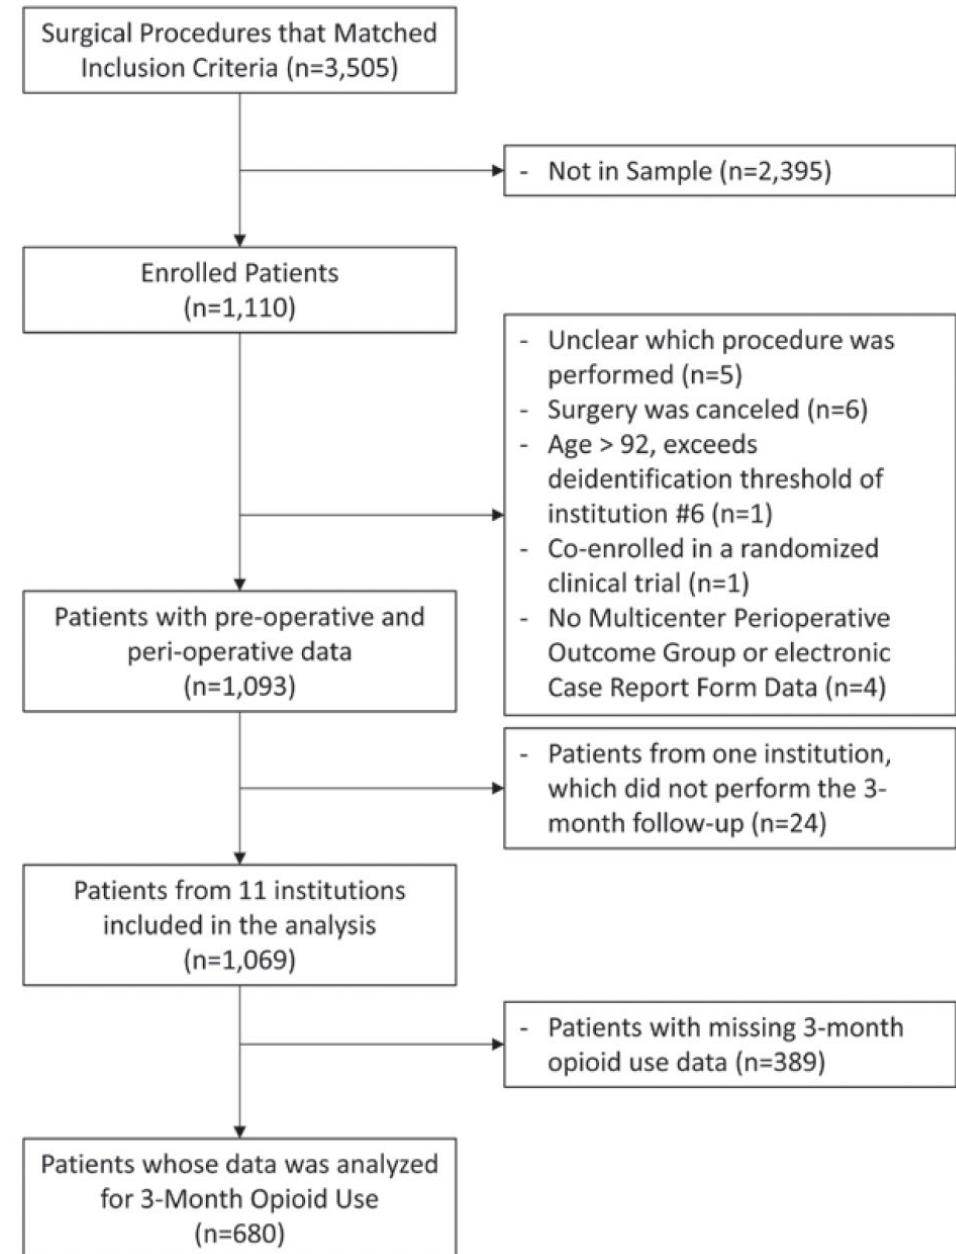 Surgical Procedures that Matched
Inclusion Criteria (n=3,505)
- Not in Sample (n=2,395)
Enrolled Patients
(n=1,110)
- Unclear which procedure was
performed (n=5)
- Surgery was canceled (n=6)
- Age > 92, exceeds
deidentification threshold of
institution #6 (n=1)
- Co-enrolled in a randomized
clinical trial (n=1)
- No Multicenter Perioperative
Outcome Group or electronic
Case Report Form Data (n=4)
Patients with pre-operative and
peri-operative data
(n=1,093)
- Patients from one institution,
which did not perform the 3-
month follow-up (n=24)
Patients from 11 institutions
included in the analysis
(n=1,069)
- Patients with missing 3-month
opioid use data (n=389)
Patients whose data was analyzed
for 3-Month Opioid Use
(n=680)